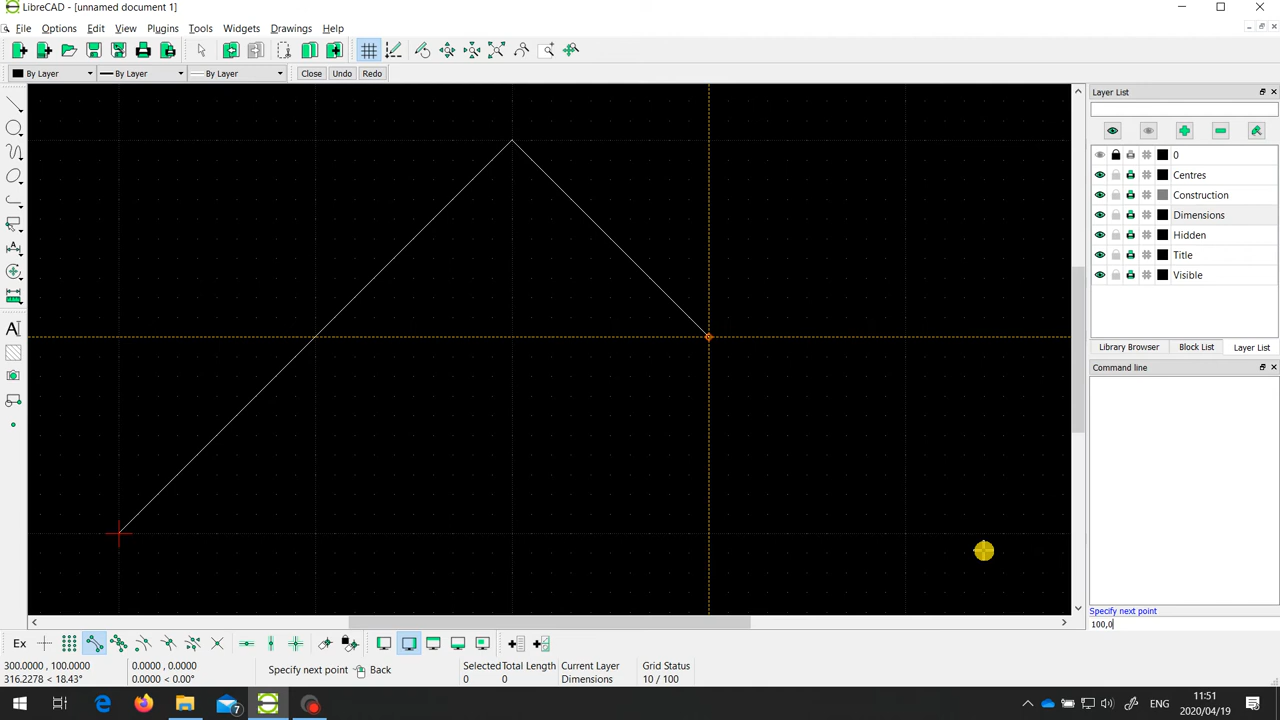 LibreCAD - [unnamed document 1]
File Options Edit View Plugins Tools Widgets Drawings Help
By Layer By Layer By Layer Close Undo Redo
Layer List
0
Centres
Construction
Dimensions
Hidden
Title
Visible
Library Browser Block List Layer List
Command line
Specify next point
100,0
Ex
300.0000 , 100.0000
316.2278 < 18.43°
0.0000 , 0.0000
0.0000 < 0.00°
Specify next point Back
Selected Total Length
0 0
Current Layer
Dimensions
Grid Status
10 / 100
7
ENG
11:51
2020/04/19